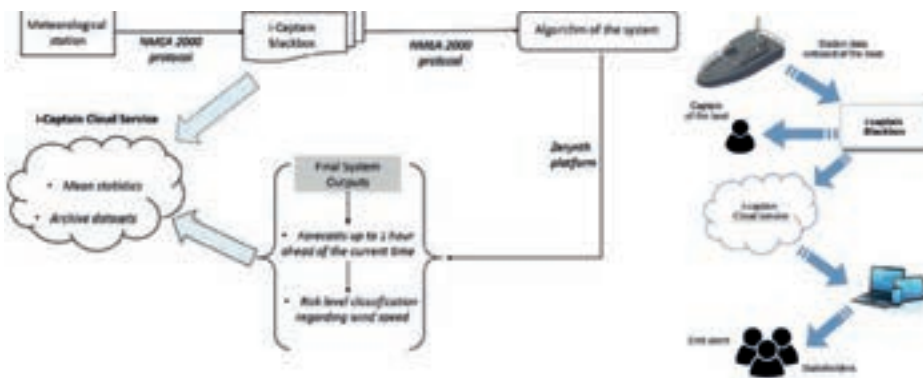 Meteorological
station
NMEA 2000
protocol
i-Captain
Blackbox
NMEA 2000
protocol
Algorithm of the system
i-Captain Cloud Service
• Mean statistics
• Archive datasets
Final System
Outputs
• Forecasts up to 1 hour
ahead of the current time
• Risk level classification
regarding wind speed
Zerynth
platform
Station data
onboard of the boat
Captain
of the boat
i-captain
Blackbox
i-captain
Cloud service
End users
Stakeholders